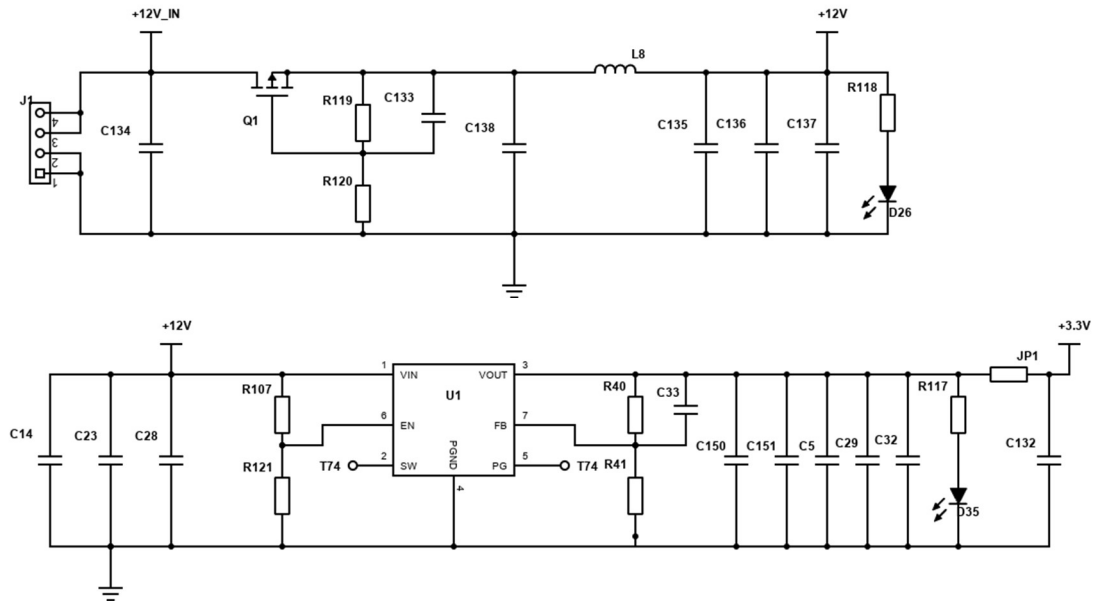 +12V_IN
+12V
L8
J1
4
3
2
1
C134
Q1
R119
C133
R120
C138
C135
C136
C137
R118
D26
+12V
+3.3V
C14
C23
C28
R107
R121
1
VIN
VOUT
3
U1
6
EN
FB
7
T74
2
SW
PGND
PG
5
T74
4
R40
C33
R41
C150
C151
C5
C29
C32
R117
D35
JP1
C132